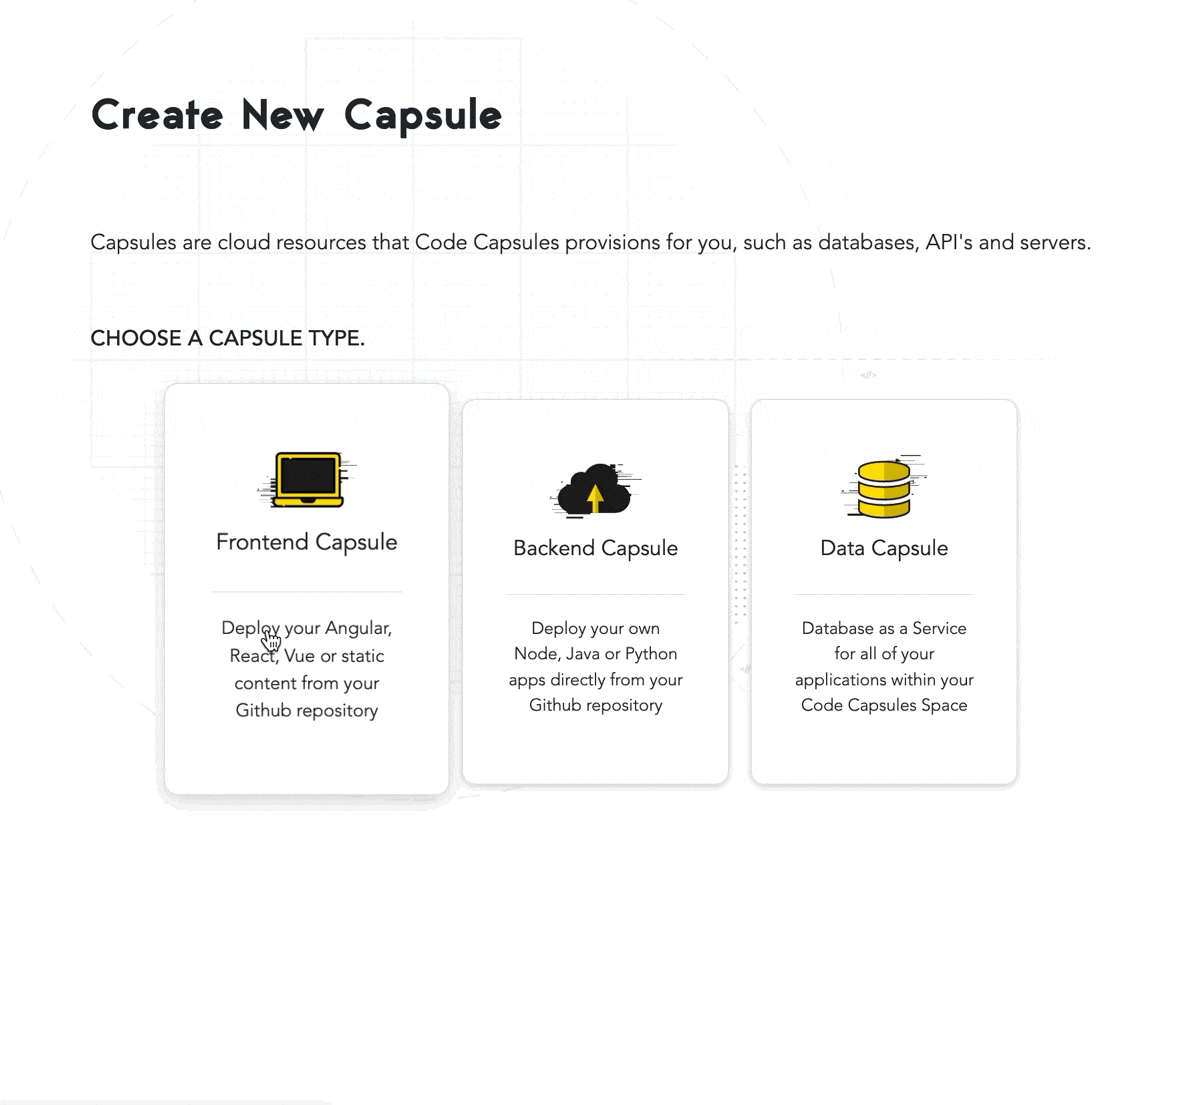 Create New Capsule
Capsules are cloud resources that Code Capsules provisions for you, such as databases, API's and servers.
CHOOSE A CAPSULE TYPE.
Frontend Capsule
Deploy your Angular,
React, Vue or static
content from your
Github repository
Backend Capsule
Deploy your own
Node, Java or Python
apps directly from your
Github repository
Data Capsule
Database as a Service
for all of your
applications within your
Code Capsules Space